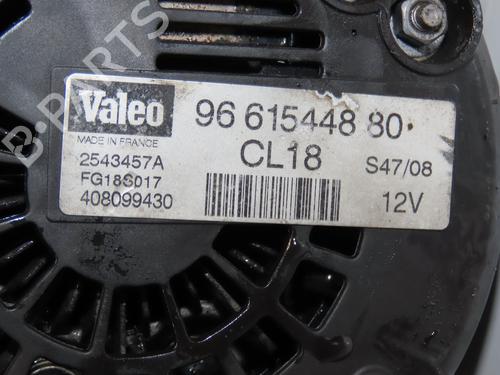 B-PARTS
Valeo
MADE IN FRANCE
96 615448 80
CL18
2543457A
FG18S017
408099430
S47/08
12V